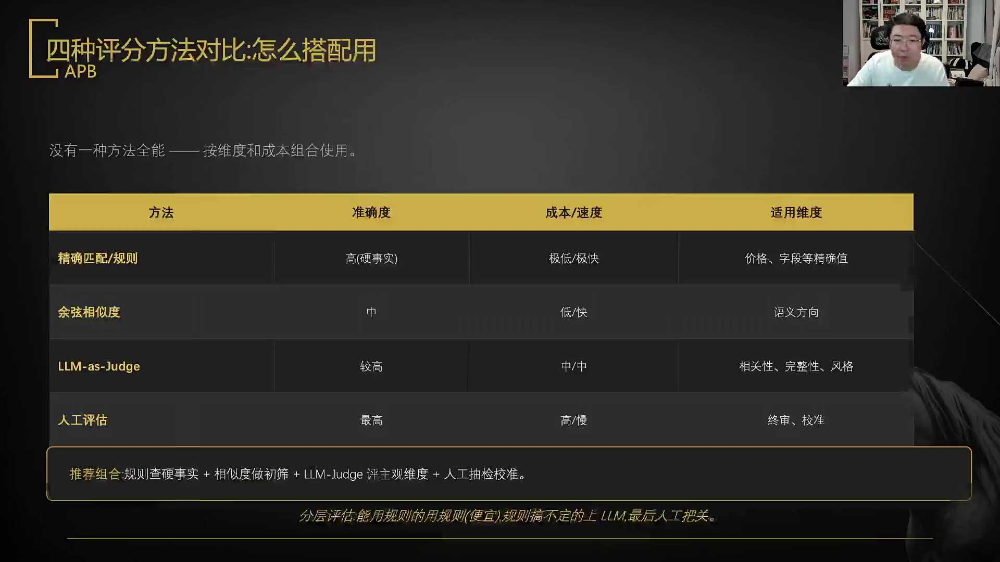 四种评分方法对比:怎么搭配用
APB
没有一种方法全能 —— 按维度和成本组合使用。
方法 准确度 成本/速度 适用维度
精确匹配/规则 高(硬事实) 极低/极快 价格、字段等精确值
余弦相似度 中 低/快 语义方向
LLM-as-Judge 较高 中/中 相关性、完整性、风格
人工评估 最高 高/慢 终审、校准
推荐组合:规则查硬事实 + 相似度做初筛 + LLM-Judge 评主观维度 + 人工抽检校准。
分层评估:能用规则的用规则(便宜),规则搞不定的上 LLM,最后人工把关。